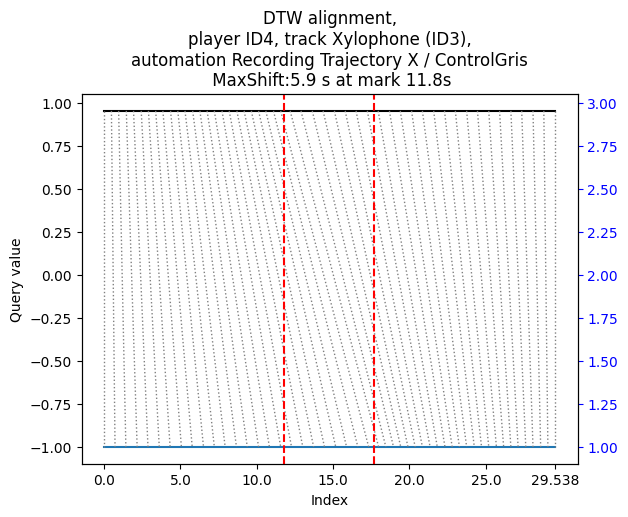 DTW alignment,
player ID4, track Xylophone (ID3),
automation Recording Trajectory X / ControlGris
MaxShift:5.9 s at mark 11.8s
1.00
0.75
0.50
0.25
0.00
−0.25
−0.50
−0.75
−1.00
Query value
3.00
2.75
2.50
2.25
2.00
1.75
1.50
1.25
1.00
0.0 5.0 10.0 15.0 20.0 25.0 29.538
Index